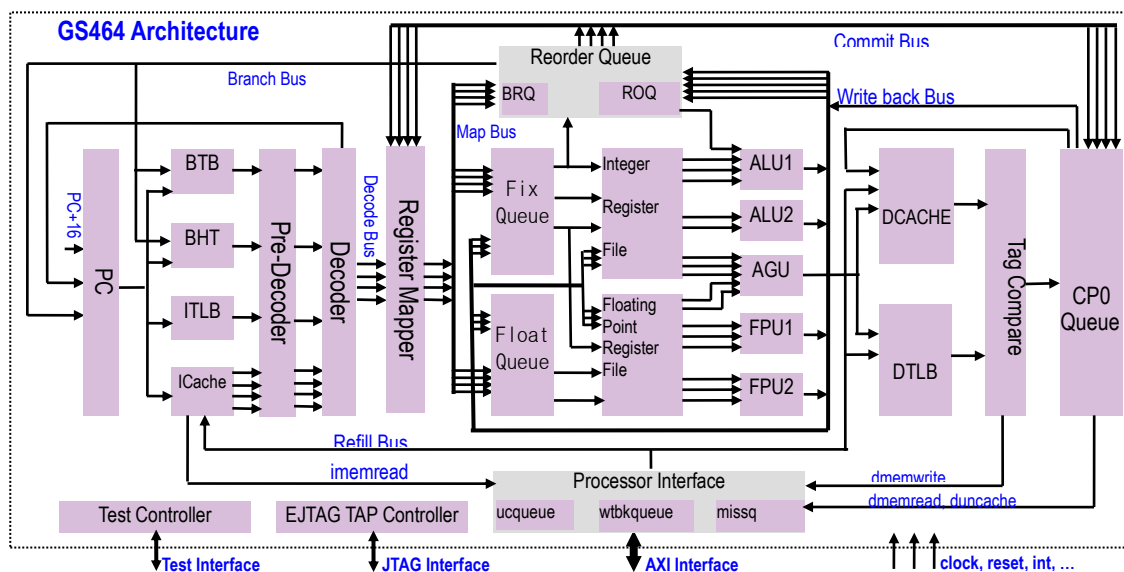 GS464 Architecture
Commit Bus
Reorder Queue
Branch Bus
BRQ
ROQ
Write back Bus
Map Bus
PC+16
PC
BTB
BHT
ITLB
ICache
Pre-Decoder
Decoder
Decode Bus
Register Mapper
Fix
Queue
Float
Queue
Integer
Register
File
Floating
Point
Register
File
ALU1
ALU2
AGU
FPU1
FPU2
DCACHE
DTLB
Tag Compare
CP0
Queue
Refill Bus
imemread
Processor Interface
dmemwrite
dmemread, duncache
ucqueue
wtbkqueue
missq
Test Controller
EJTAG TAP Controller
Test Interface
JTAG Interface
AXI Interface
clock, reset, int, …